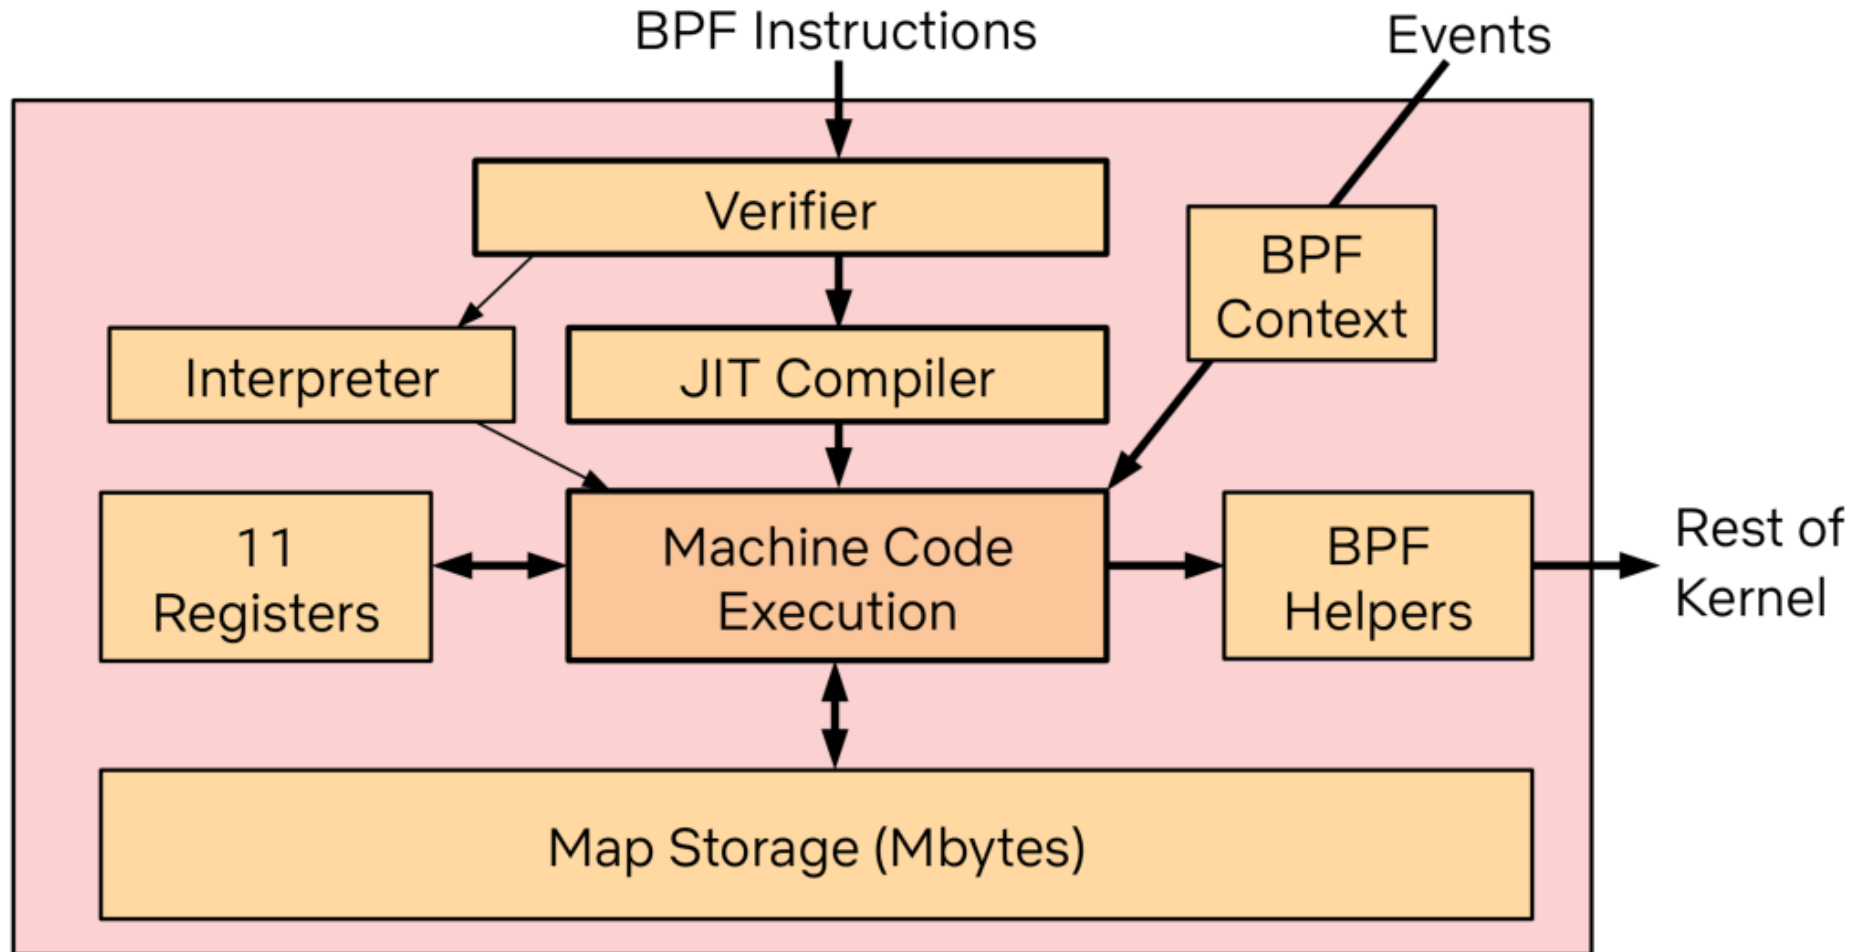 BPF Instructions
Events
Verifier
BPF
Context
Interpreter
JIT Compiler
11
Registers
Machine Code
Execution
BPF
Helpers
Rest of
Kernel
Map Storage (Mbytes)